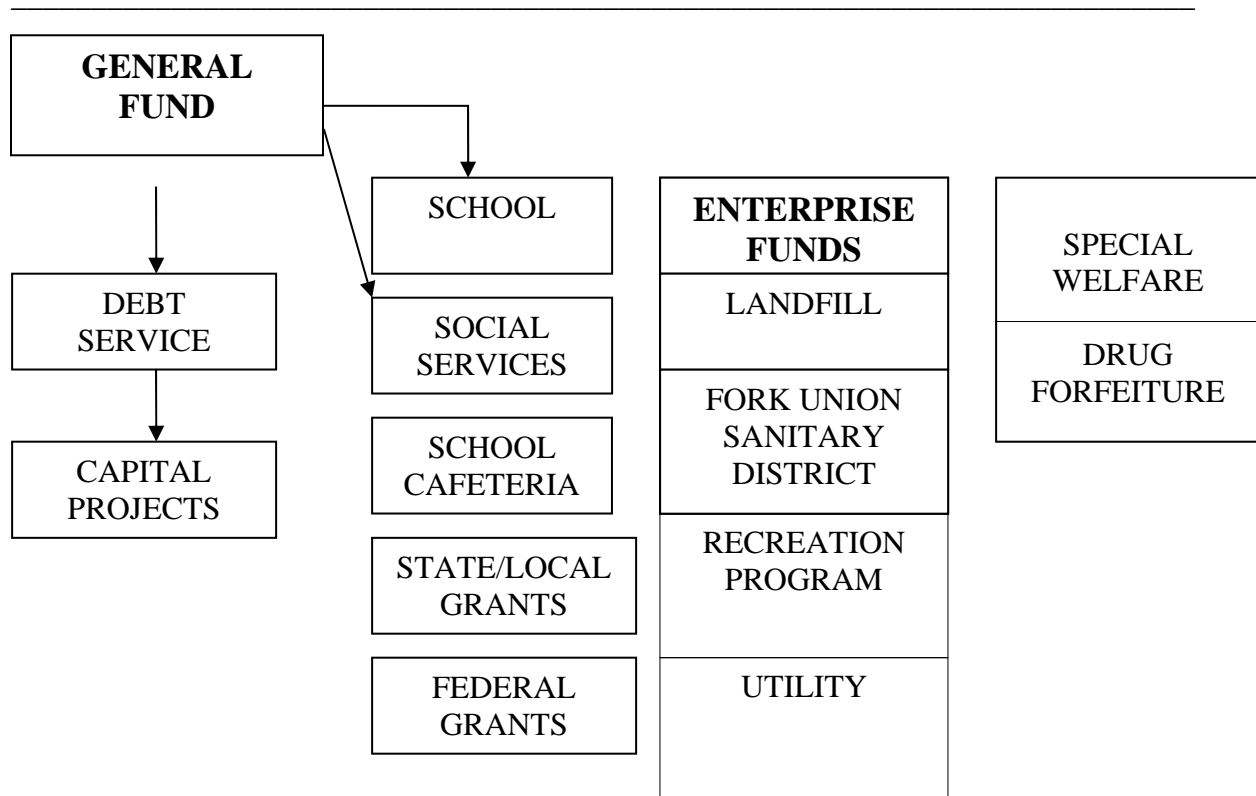 GENERAL
FUND
DEBT
SERVICE
CAPITAL
PROJECTS
SCHOOL
SOCIAL
SERVICES
SCHOOL
CAFETERIA
STATE/LOCAL
GRANTS
FEDERAL
GRANTS
ENTERPRISE
FUNDS
LANDFILL
FORK UNION
SANITARY
DISTRICT
RECREATION
PROGRAM
UTILITY
SPECIAL
WELFARE
DRUG
FORFEITURE